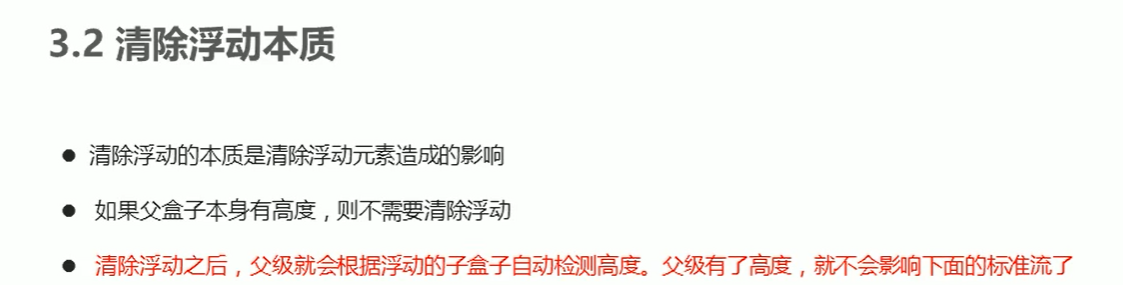 3.2 清除浮动本质
● 清除浮动的本质是清除浮动元素造成的影响
● 如果父盒子本身有高度，则不需要清除浮动
● 清除浮动之后，父级就会根据浮动的子盒子自动检测高度。父级有了高度，就不会影响下面的标准流了